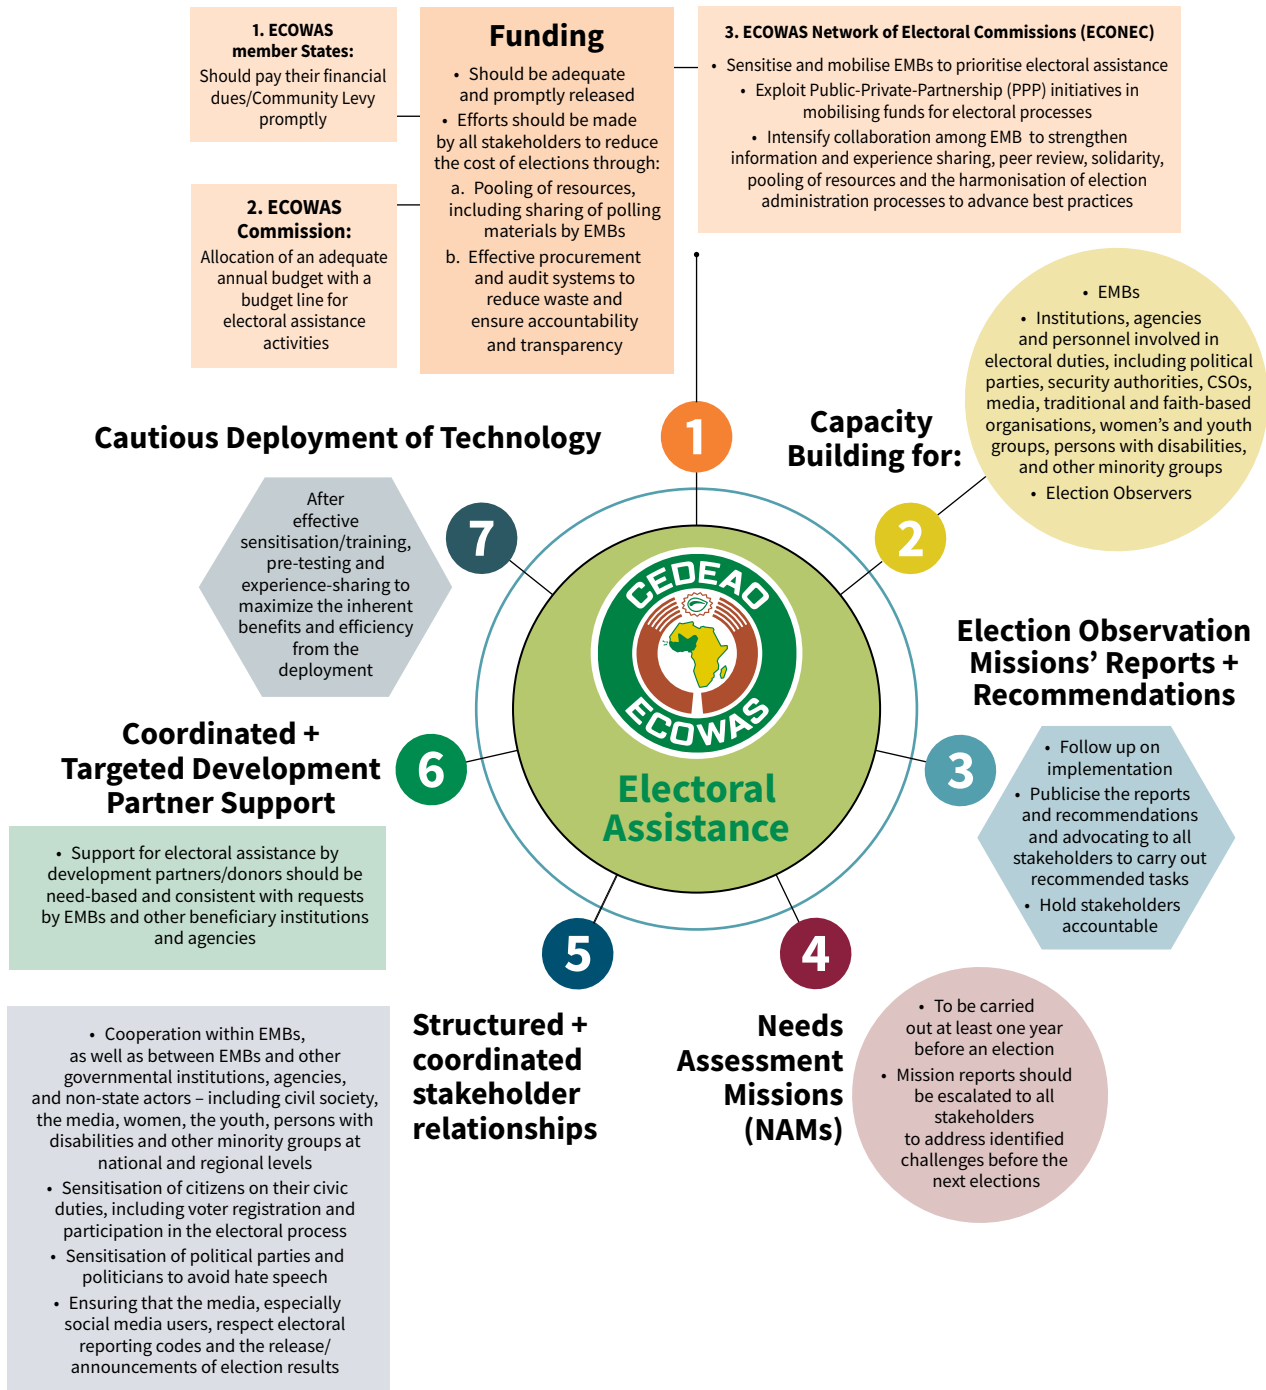 1. ECOWAS
member States:
Should pay their financial
dues/Community Levy
promptly
2. ECOWAS
Commission:
Allocation of an adequate
annual budget with a
budget line for
electoral assistance
activities
Funding
• Should be adequate
and promptly released
• Efforts should be made
by all stakeholders to reduce
the cost of elections through:
a. Pooling of resources,
including sharing of polling
materials by EMBs
b. Effective procurement
and audit systems to
reduce waste and
ensure accountability
and transparency
3. ECOWAS Network of Electoral Commissions (ECONEC)
• Sensitise and mobilise EMBs to prioritise electoral assistance
• Exploit Public-Private-Partnership (PPP) initiatives in
mobilising funds for electoral processes
• Intensify collaboration among EMB to strengthen
information and experience sharing, peer review, solidarity,
pooling of resources and the harmonisation of election
administration processes to advance best practices
1
Capacity
Building for:
2
• EMBs
• Institutions, agencies
and personnel involved in
electoral duties, including political
parties, security authorities, CSOs,
media, traditional and faith-based
organisations, women's and youth
groups, persons with disabilities,
and other minority groups
• Election Observers
Election Observation
Missions' Reports +
Recommendations
3
• Follow up on
implementation
• Publicise the reports
and recommendations
and advocating to all
stakeholders to carry out
recommended tasks
• Hold stakeholders
accountable
4
Needs
Assessment
Missions
(NAMs)
• To be carried
out at least one year
before an election
• Mission reports should
be escalated to all
stakeholders
to address identified
challenges before the
next elections
5
Structured +
coordinated
stakeholder
relationships
• Cooperation within EMBs,
as well as between EMBs and other
governmental institutions, agencies,
and non-state actors – including civil society,
the media, women, the youth, persons with
disabilities and other minority groups at
national and regional levels
• Sensitisation of citizens on their civic
duties, including voter registration and
participation in the electoral process
• Sensitisation of political parties and
politicians to avoid hate speech
• Ensuring that the media, especially
social media users, respect electoral
reporting codes and the release/
announcements of election results
6
Coordinated +
Targeted Development
Partner Support
• Support for electoral assistance by
development partners/donors should be
need-based and consistent with requests
by EMBs and other beneficiary institutions
and agencies
7
Cautious Deployment of Technology
After
effective
sensitisation/training,
pre-testing and
experience-sharing to
maximize the inherent
benefits and efficiency
from the
deployment
CEDEAO
ECOWAS
Electoral
Assistance